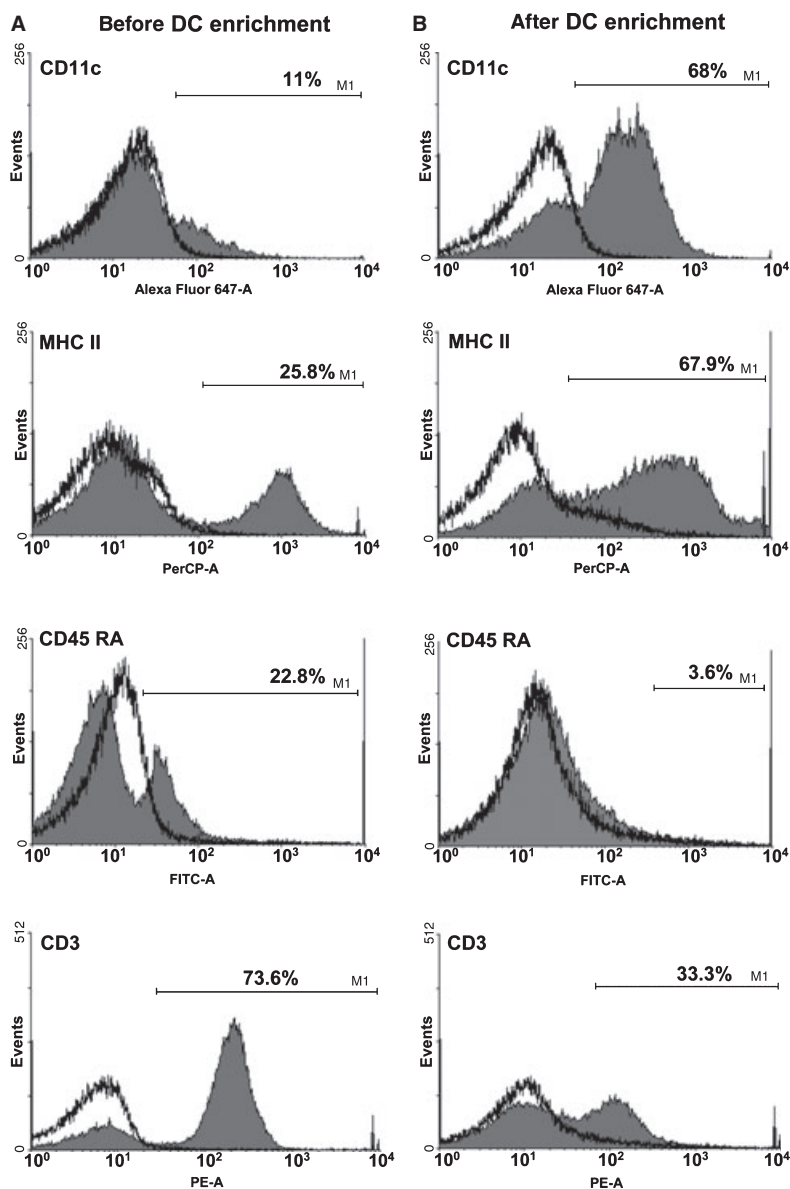 A Before DC enrichment
CD11c
11% M1
256
Events
0
10⁰ 10¹ 10² 10³ 10⁴
Alexa Fluor 647-A
MHC II
25.8% M1
256
Events
0
10⁰ 10¹ 10² 10³ 10⁴
PerCP-A
CD45 RA
22.8% M1
256
Events
0
10⁰ 10¹ 10² 10³ 10⁴
FITC-A
CD3
73.6% M1
512
Events
0
10⁰ 10¹ 10² 10³ 10⁴
PE-A
B After DC enrichment
CD11c
68% M1
256
Events
0
10⁰ 10¹ 10² 10³ 10⁴
Alexa Fluor 647-A
MHC II
67.9% M1
256
Events
0
10⁰ 10¹ 10² 10³ 10⁴
PerCP-A
CD45 RA
3.6% M1
256
Events
0
10⁰ 10¹ 10² 10³ 10⁴
FITC-A
CD3
33.3% M1
512
Events
0
10⁰ 10¹ 10² 10³ 10⁴
PE-A